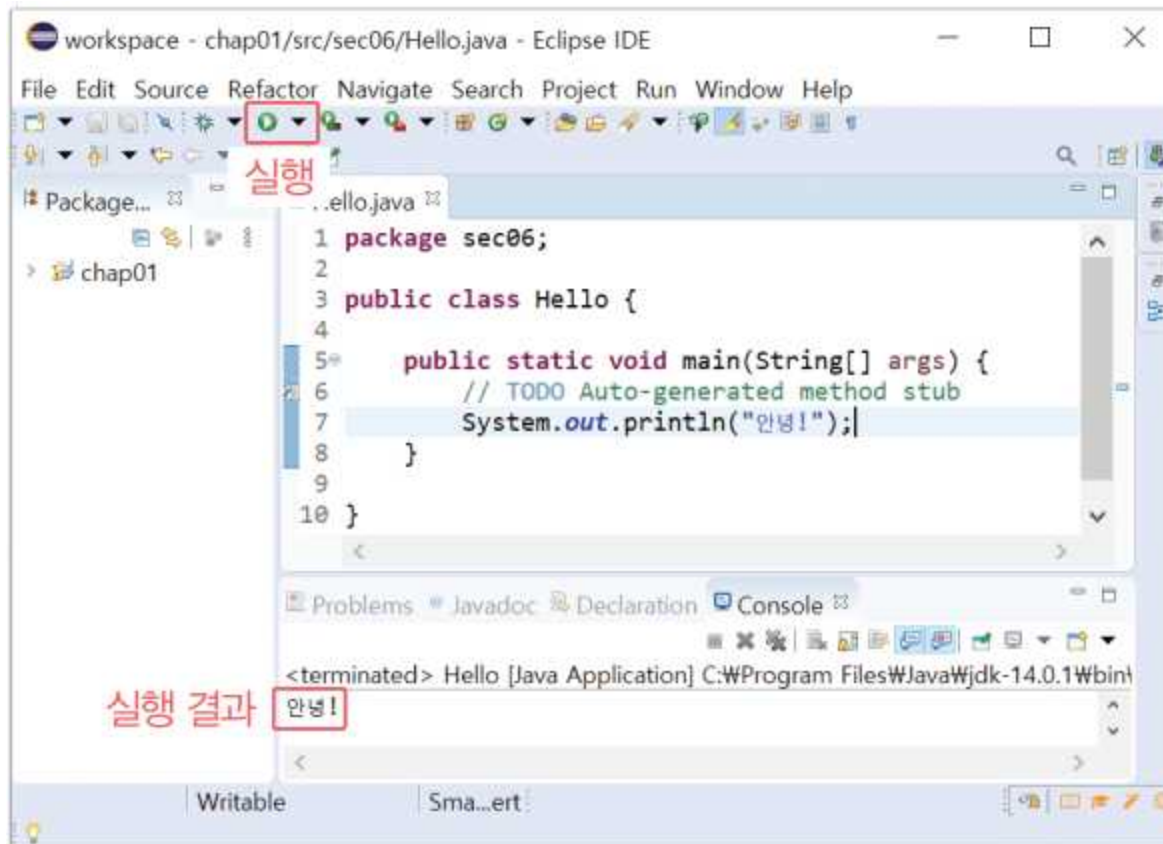 workspace - chap01/src/sec06/Hello.java - Eclipse IDE
File Edit Source Refactor Navigate Search Project Run Window Help
실행
Package...
ello.java
chap01
1 package sec06;
2
3 public class Hello {
4
5 public static void main(String[] args) {
6 // TODO Auto-generated method stub
7 System.out.println("안녕!");
8 }
9
10 }
Problems Javadoc Declaration Console
<terminated> Hello [Java Application] C:₩Program Files₩Java₩jdk-14.0.1₩bin
실행 결과 안녕!
Writable Sma...ert